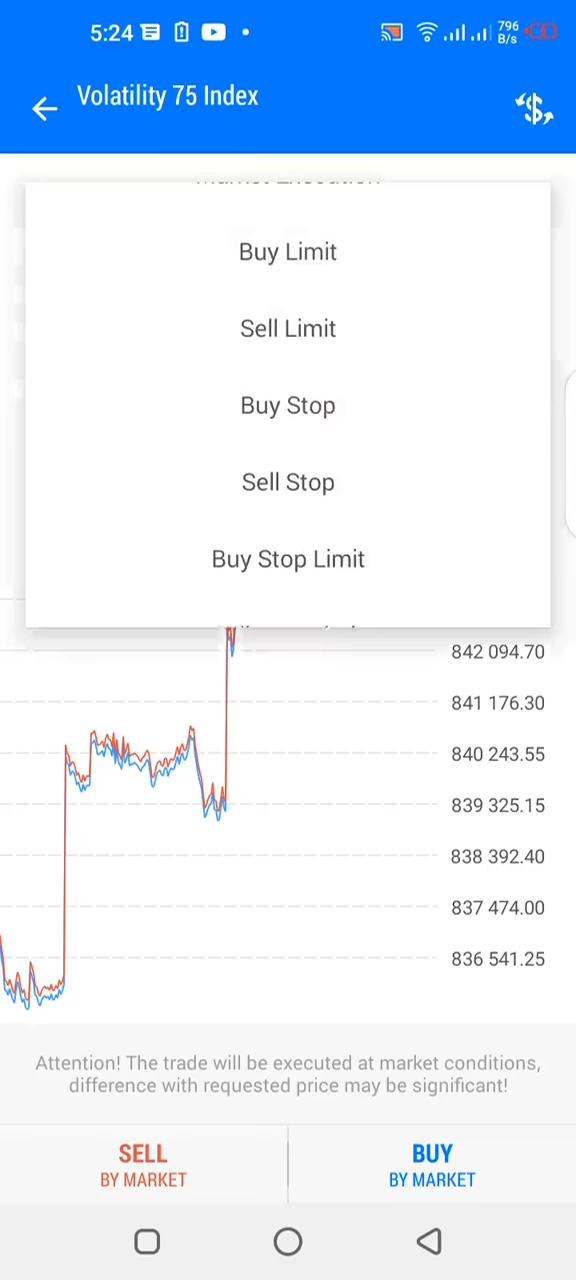 5:24
796
B/s
Volatility 75 Index
Market Execution
Buy Limit
Sell Limit
Buy Stop
Sell Stop
Buy Stop Limit
842 094.70
841 176.30
840 243.55
839 325.15
838 392.40
837 474.00
836 541.25
Attention! The trade will be executed at market conditions,
difference with requested price may be significant!
SELL
BY MARKET
BUY
BY MARKET